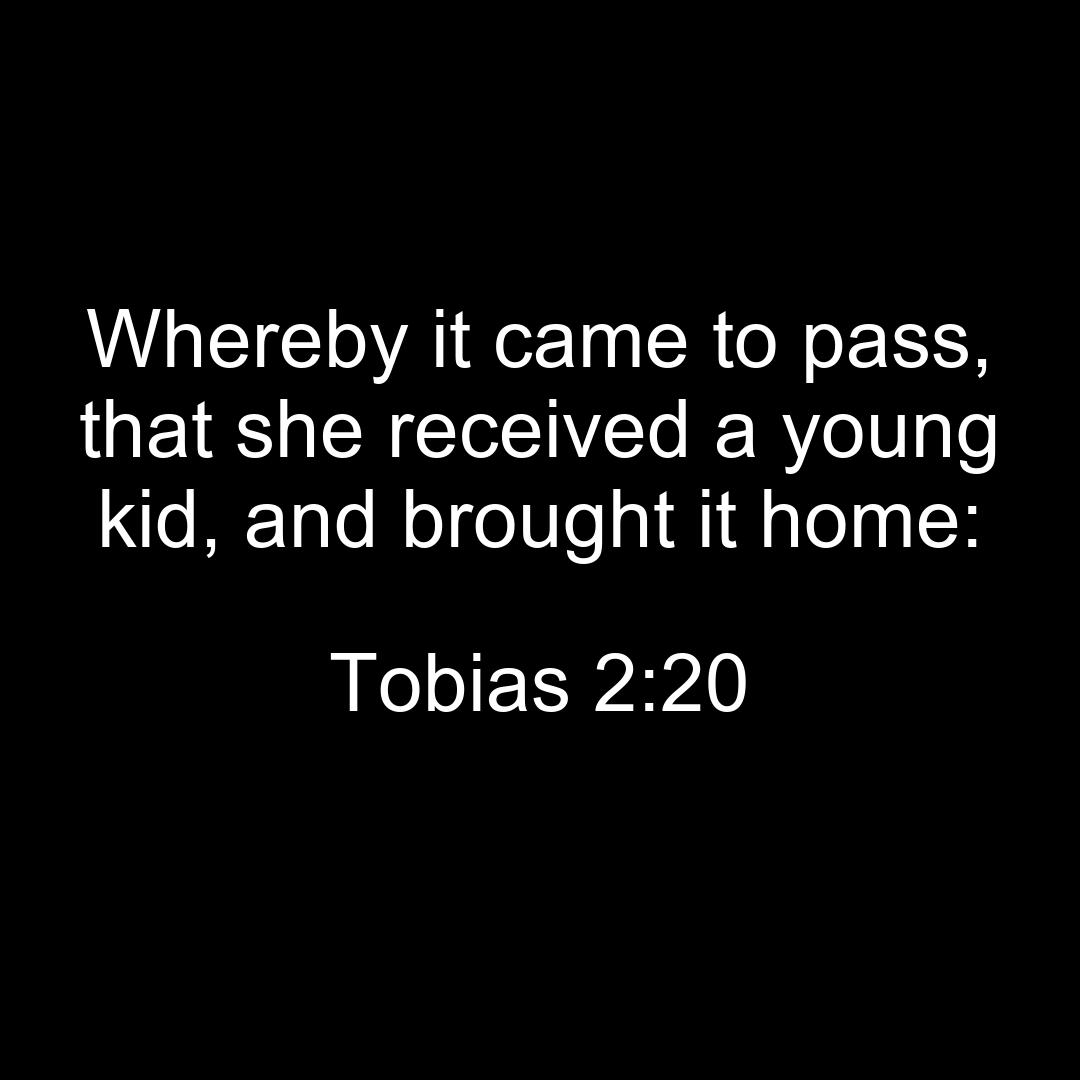 Whereby it came to pass,
that she received a young
kid, and brought it home:
Tobias 2:20